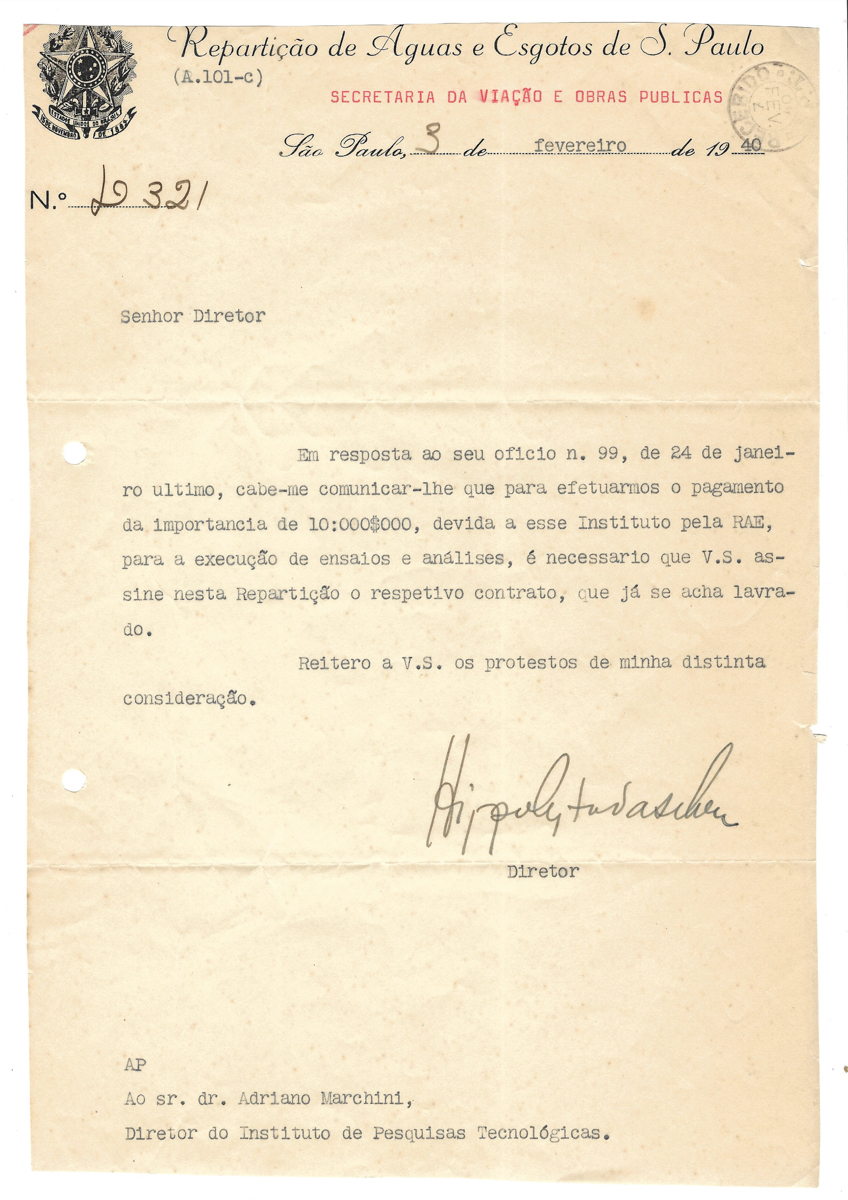 Repartição de Aguas e Esgotos de S. Paulo
(A.101-c)
SECRETARIA DA VIAÇÃO E OBRAS PUBLICAS
São Paulo, 3 de fevereiro de 1940
N.º D 321
Senhor Diretor
Em resposta ao seu oficio n. 99, de 24 de janei-
ro ultimo, cabe-me comunicar-lhe que para efetuarmos o pagamento
da importancia de 10:000$000, devida a esse Instituto pela RAE,
para a execução de ensaios e análises, é necessario que V.S. as-
sine nesta Repartição o respetivo contrato, que já se acha lavra-
do.
Reitero a V.S. os protestos de minha distinta
consideração.
Diretor
AP
Ao sr. dr. Adriano Marchini,
Diretor do Instituto de Pesquisas Tecnológicas.